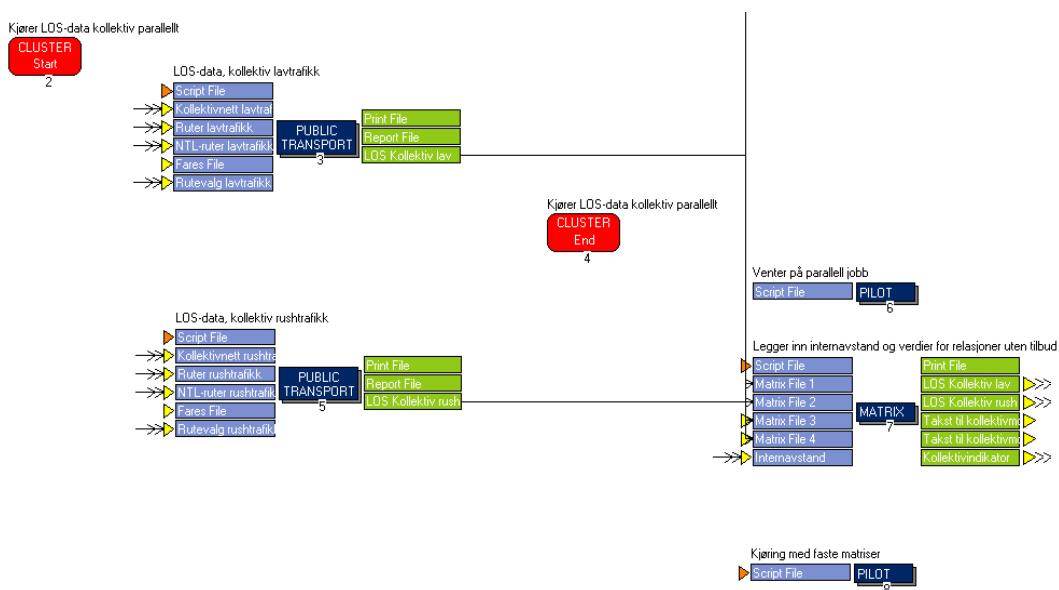 Kjører LOS-data kollektiv parallellt
CLUSTER
Start
2
LOS-data, kollektiv lavtrafikk
Script File
Kollektivnett lavtraf
Ruter lavtrafikk
NTL-ruter lavtrafikk
Fares File
Rutevalg lavtrafikk
PUBLIC
TRANSPORT
3
Print File
Report File
LOS Kollektiv lav
Kjører LOS-data kollektiv parallellt
CLUSTER
End
4
Venter på parallell jobb
Script File
PILOT
6
LOS-data, kollektiv rushtrafikk
Script File
Kollektivnett rushtra
Ruter rushtrafikk
NTL-ruter rushtrafik
Fares File
Rutevalg rushtrafikl
PUBLIC
TRANSPORT
5
Print File
Report File
LOS Kollektiv rush
Legger inn internavstand og verdier for relasjoner uten tilbud
Script File
Matrix File 1
Matrix File 2
Matrix File 3
Matrix File 4
Internavstand
MATRIX
7
Print File
LOS Kollektiv lav
LOS Kollektiv rush
Takst til kollektivmo
Takst til kollektivmo
Kollektivindikator
Kjøring med faste matriser
Script File
PILOT